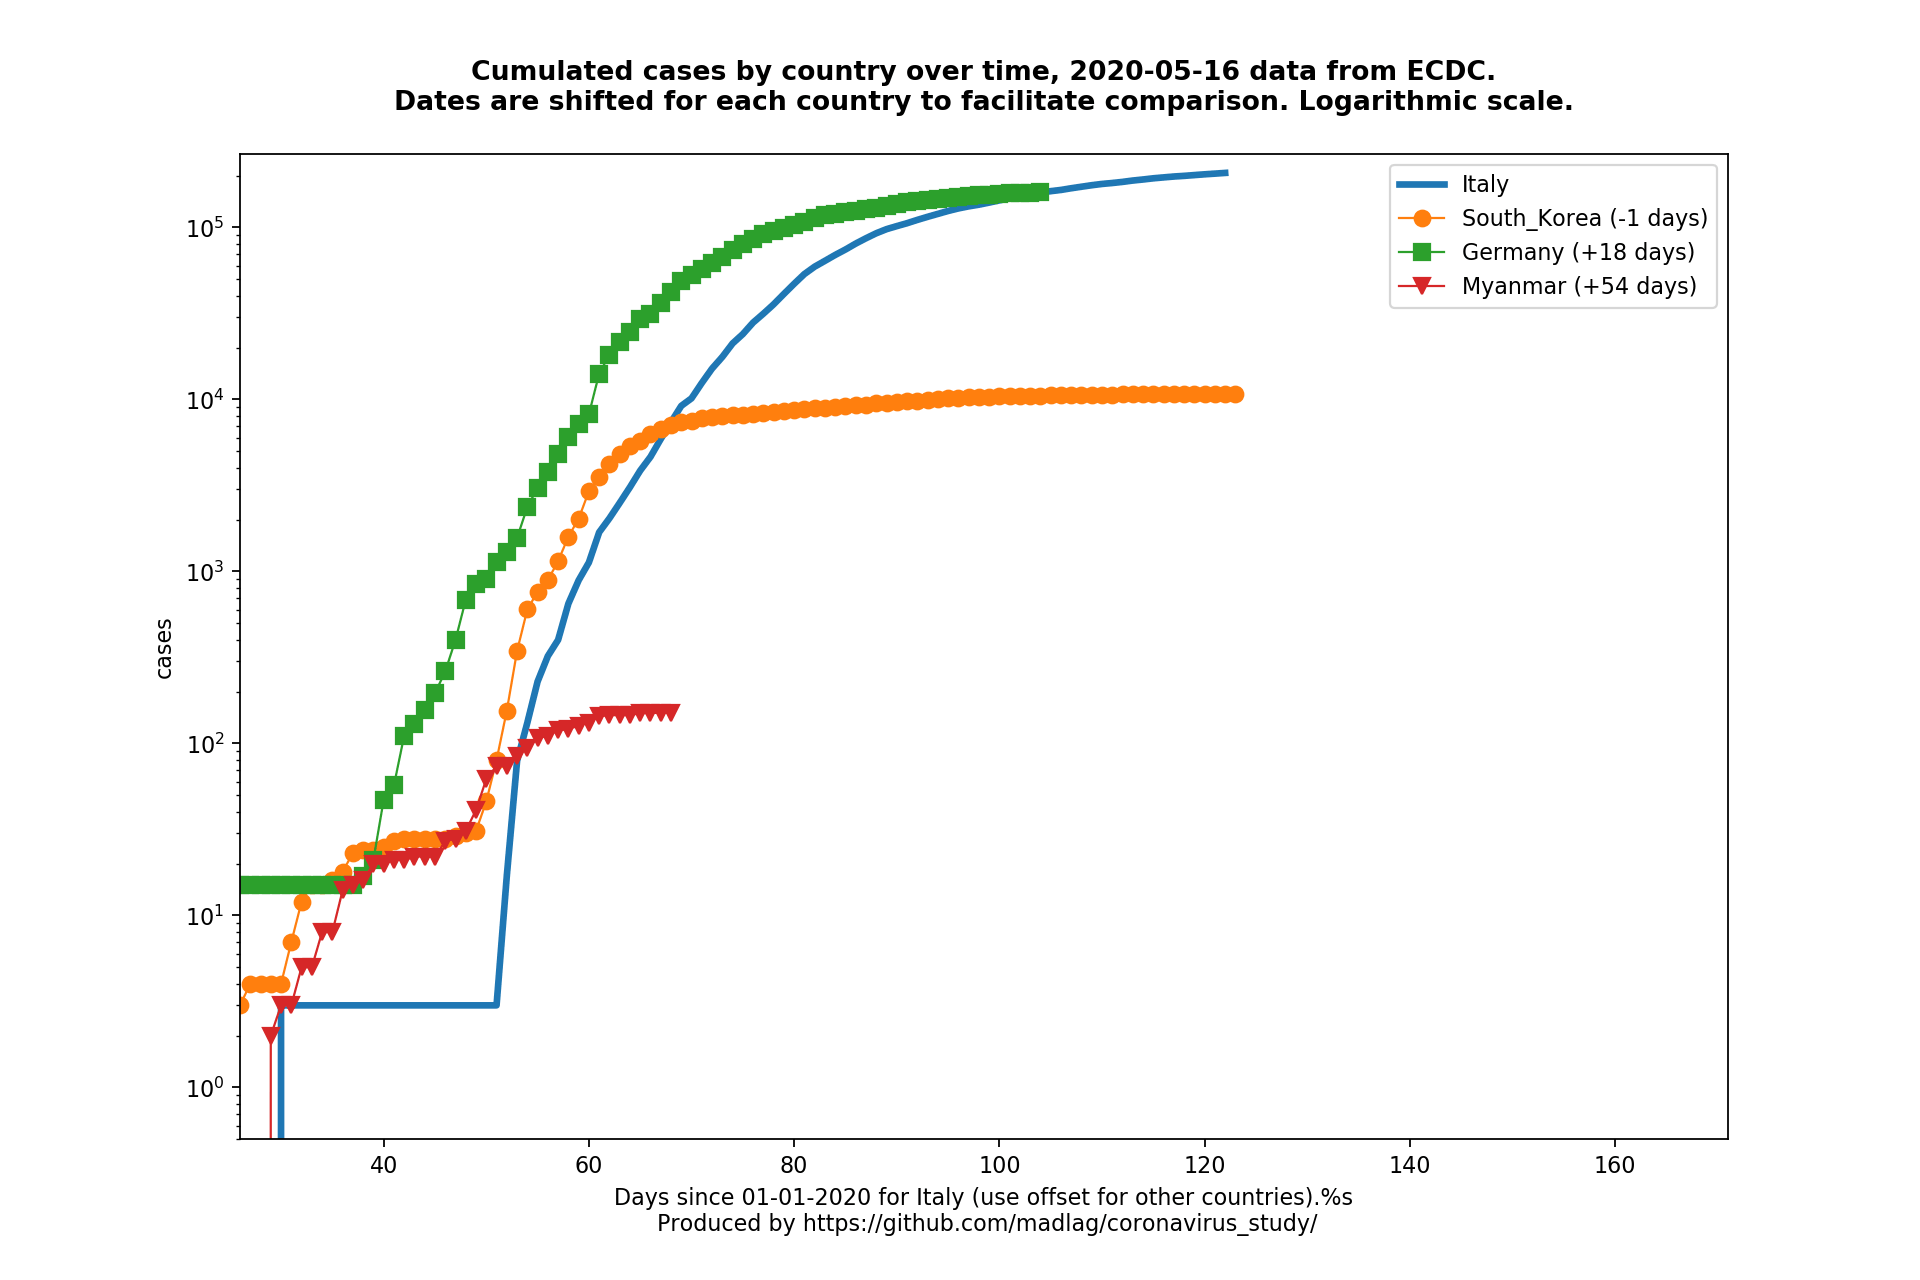 Cumulated cases by country over time, 2020-05-16 data from ECDC.
Dates are shifted for each country to facilitate comparison. Logarithmic scale.
Italy
South_Korea (-1 days)
Germany (+18 days)
Myanmar (+54 days)
10^5
10^4
10^3
10^2
10^1
10^0
cases
40 60 80 100 120 140 160
Days since 01-01-2020 for Italy (use offset for other countries).%s
Produced by https://github.com/madlag/coronavirus_study/